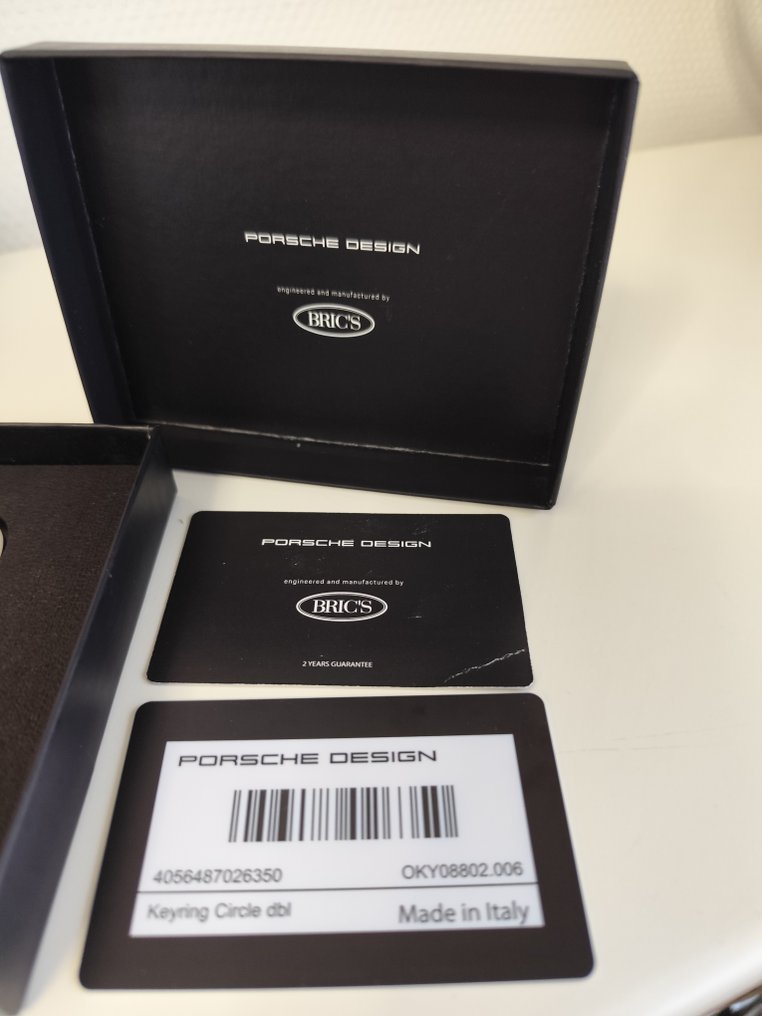 PORSCHE DESIGN
engineered and manufactured by
BRIC'S
PORSCHE DESIGN
engineered and manufactured by
BRIC'S
2 YEARS GUARANTEE
PORSCHE DESIGN
4056487026350 OKY08802.006
Keyring Circle dbl Made in Italy